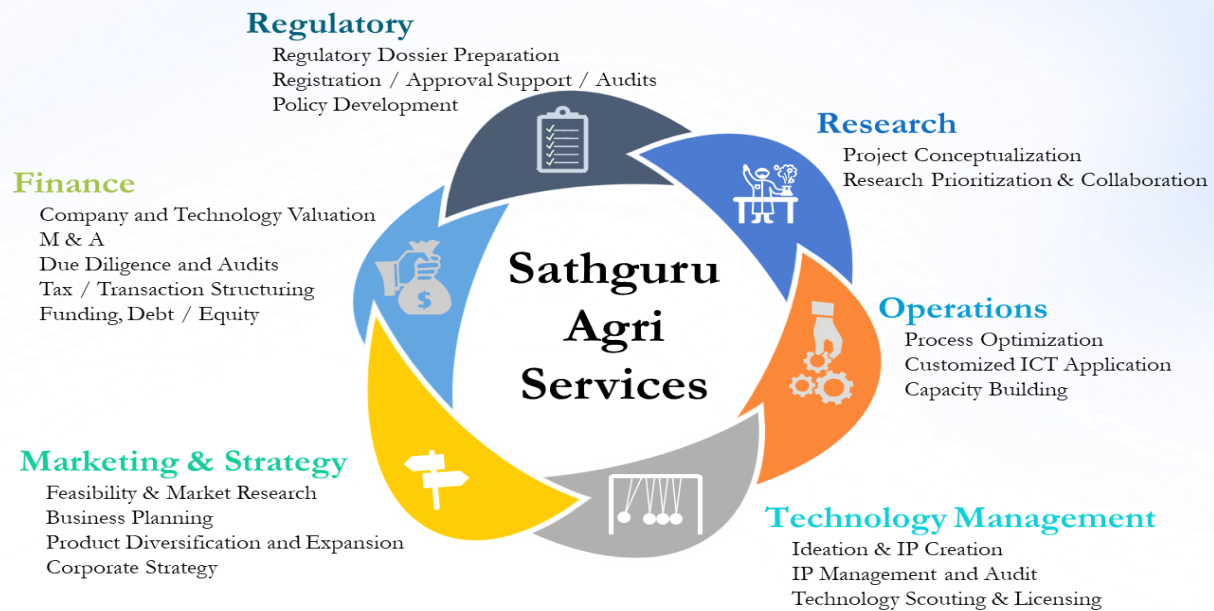 Regulatory
Regulatory Dossier Preparation
Registration / Approval Support / Audits
Policy Development
Research
Project Conceptualization
Research Prioritization & Collaboration
Finance
Company and Technology Valuation
M & A
Due Diligence and Audits
Tax / Transaction Structuring
Funding, Debt / Equity
Sathguru
Agri
Services
$
Operations
Process Optimization
Customized ICT Application
Capacity Building
Marketing & Strategy
Feasibility & Market Research
Business Planning
Product Diversification and Expansion
Corporate Strategy
Technology Management
Ideation & IP Creation
IP Management and Audit
Technology Scouting & Licensing